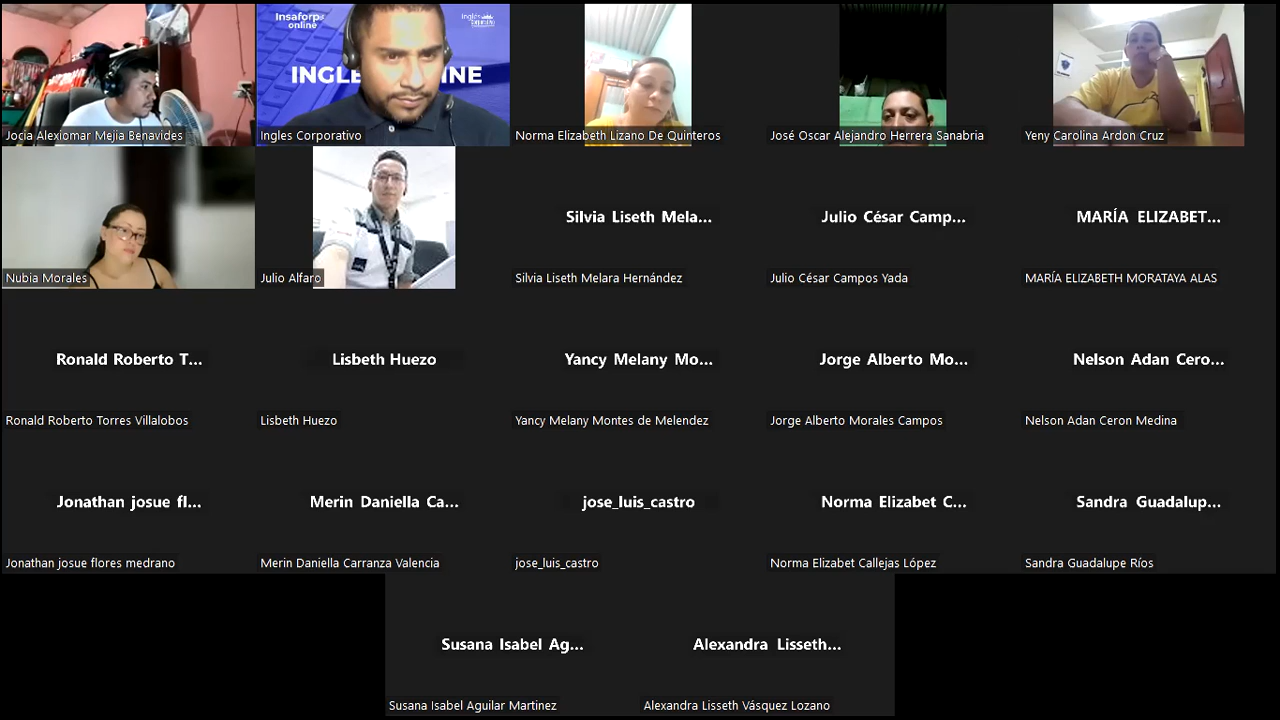 Jocia Alexiomar Mejía Benavides
Insaforp online
Inglés corporativo
INGLE
INE
Ingles Corporativo
Norma Elizabeth Lizano De Quinteros
José Oscar Alejandro Herrera Sanabria
Yeny Carolina Ardon Cruz
Nubia Morales
Julio Alfaro
Silvia Liseth Mela...
Silvia Liseth Melara Hernández
Julio César Camp...
Julio César Campos Yada
MARÍA ELIZABET...
MARÍA ELIZABETH MORATAYA ALAS
Ronald Roberto T...
Ronald Roberto Torres Villalobos
Lisbeth Huezo
Lisbeth Huezo
Yancy Melany Mo...
Yancy Melany Montes de Melendez
Jorge Alberto Mo...
Jorge Alberto Morales Campos
Nelson Adan Cero...
Nelson Adan Ceron Medina
Jonathan josue fl...
Jonathan josue flores medrano
Merin Daniella Ca...
Merin Daniella Carranza Valencia
jose_luis_castro
jose_luis_castro
Norma Elizabet C...
Norma Elizabet Callejas López
Sandra Guadalup...
Sandra Guadalupe Ríos
Susana Isabel Ag...
Susana Isabel Aguilar Martinez
Alexandra Lisseth...
Alexandra Lisseth Vásquez Lozano